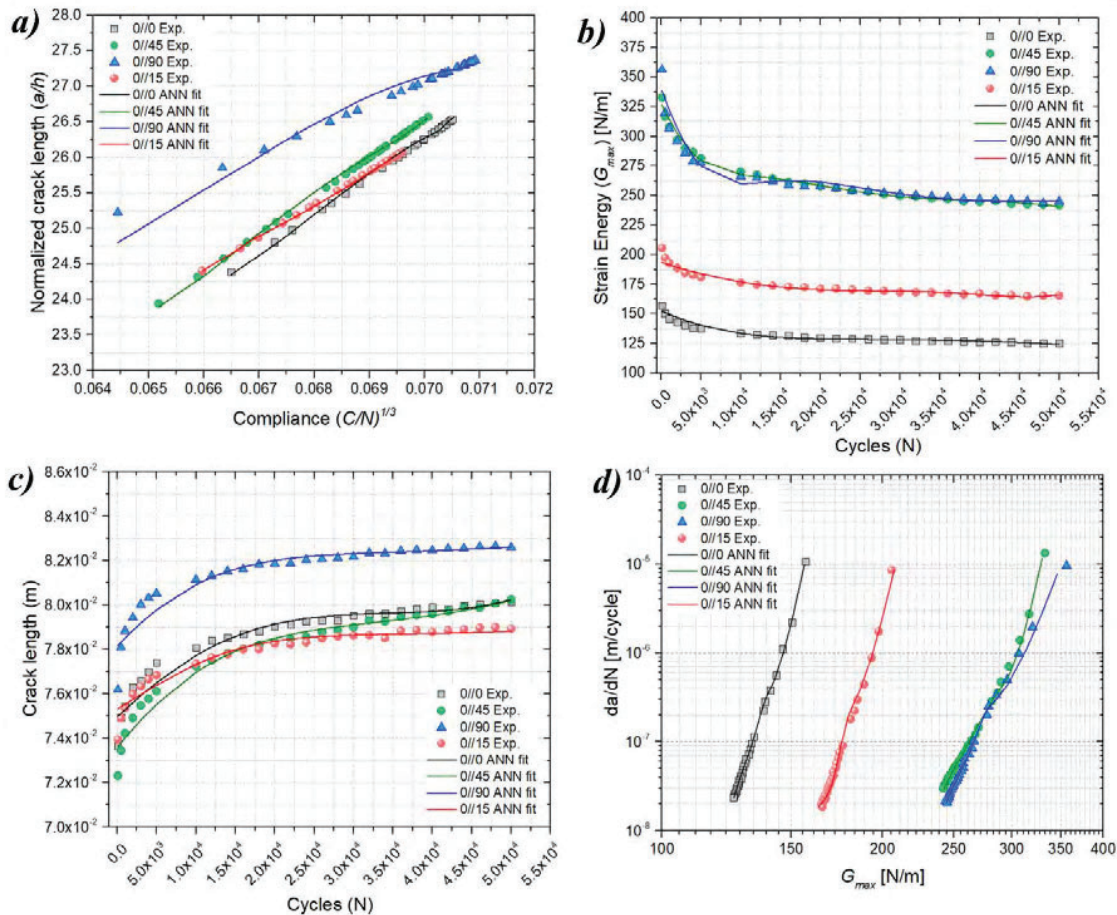 a)
Normalized crack length (a/h)
28.0
27.5
27.0
26.5
26.0
25.5
25.0
24.5
24.0
23.5
23.0
0//0 Exp.
0//45 Exp.
0//90 Exp.
0//15 Exp.
0//0 ANN fit
0//45 ANN fit
0//90 ANN fit
0//15 ANN fit
0.064 0.065 0.066 0.067 0.068 0.069 0.070 0.071 0.072
Compliance (C/N)^1/3
b)
Strain Energy (Gmax) [N/m]
400
375
350
325
300
275
250
225
200
175
150
125
100
0//0 Exp.
0//45 Exp.
0//90 Exp.
0//15 Exp.
0//0 ANN fit
0//45 ANN fit
0//90 ANN fit
0//15 ANN fit
0.0 5.0x10^3 1.0x10^4 1.5x10^4 2.0x10^4 2.5x10^4 3.0x10^4 3.5x10^4 4.0x10^4 4.5x10^4 5.0x10^4 5.5x10^4
Cycles (N)
c)
Crack length (m)
8.6x10^-2
8.4x10^-2
8.2x10^-2
8.0x10^-2
7.8x10^-2
7.6x10^-2
7.4x10^-2
7.2x10^-2
7.0x10^-2
0//0 Exp.
0//45 Exp.
0//90 Exp.
0//15 Exp.
0//0 ANN fit
0//45 ANN fit
0//90 ANN fit
0//15 ANN fit
0.0 5.0x10^3 1.0x10^4 1.5x10^4 2.0x10^4 2.5x10^4 3.0x10^4 3.5x10^4 4.0x10^4 4.5x10^4 5.0x10^4 5.5x10^4
Cycles (N)
d)
da/dN [m/cycle]
10^-4
10^-5
10^-6
10^-7
10^-8
0//0 Exp.
0//45 Exp.
0//90 Exp.
0//15 Exp.
0//0 ANN fit
0//45 ANN fit
0//90 ANN fit
0//15 ANN fit
100 150 200 250 300 350 400
Gmax [N/m]